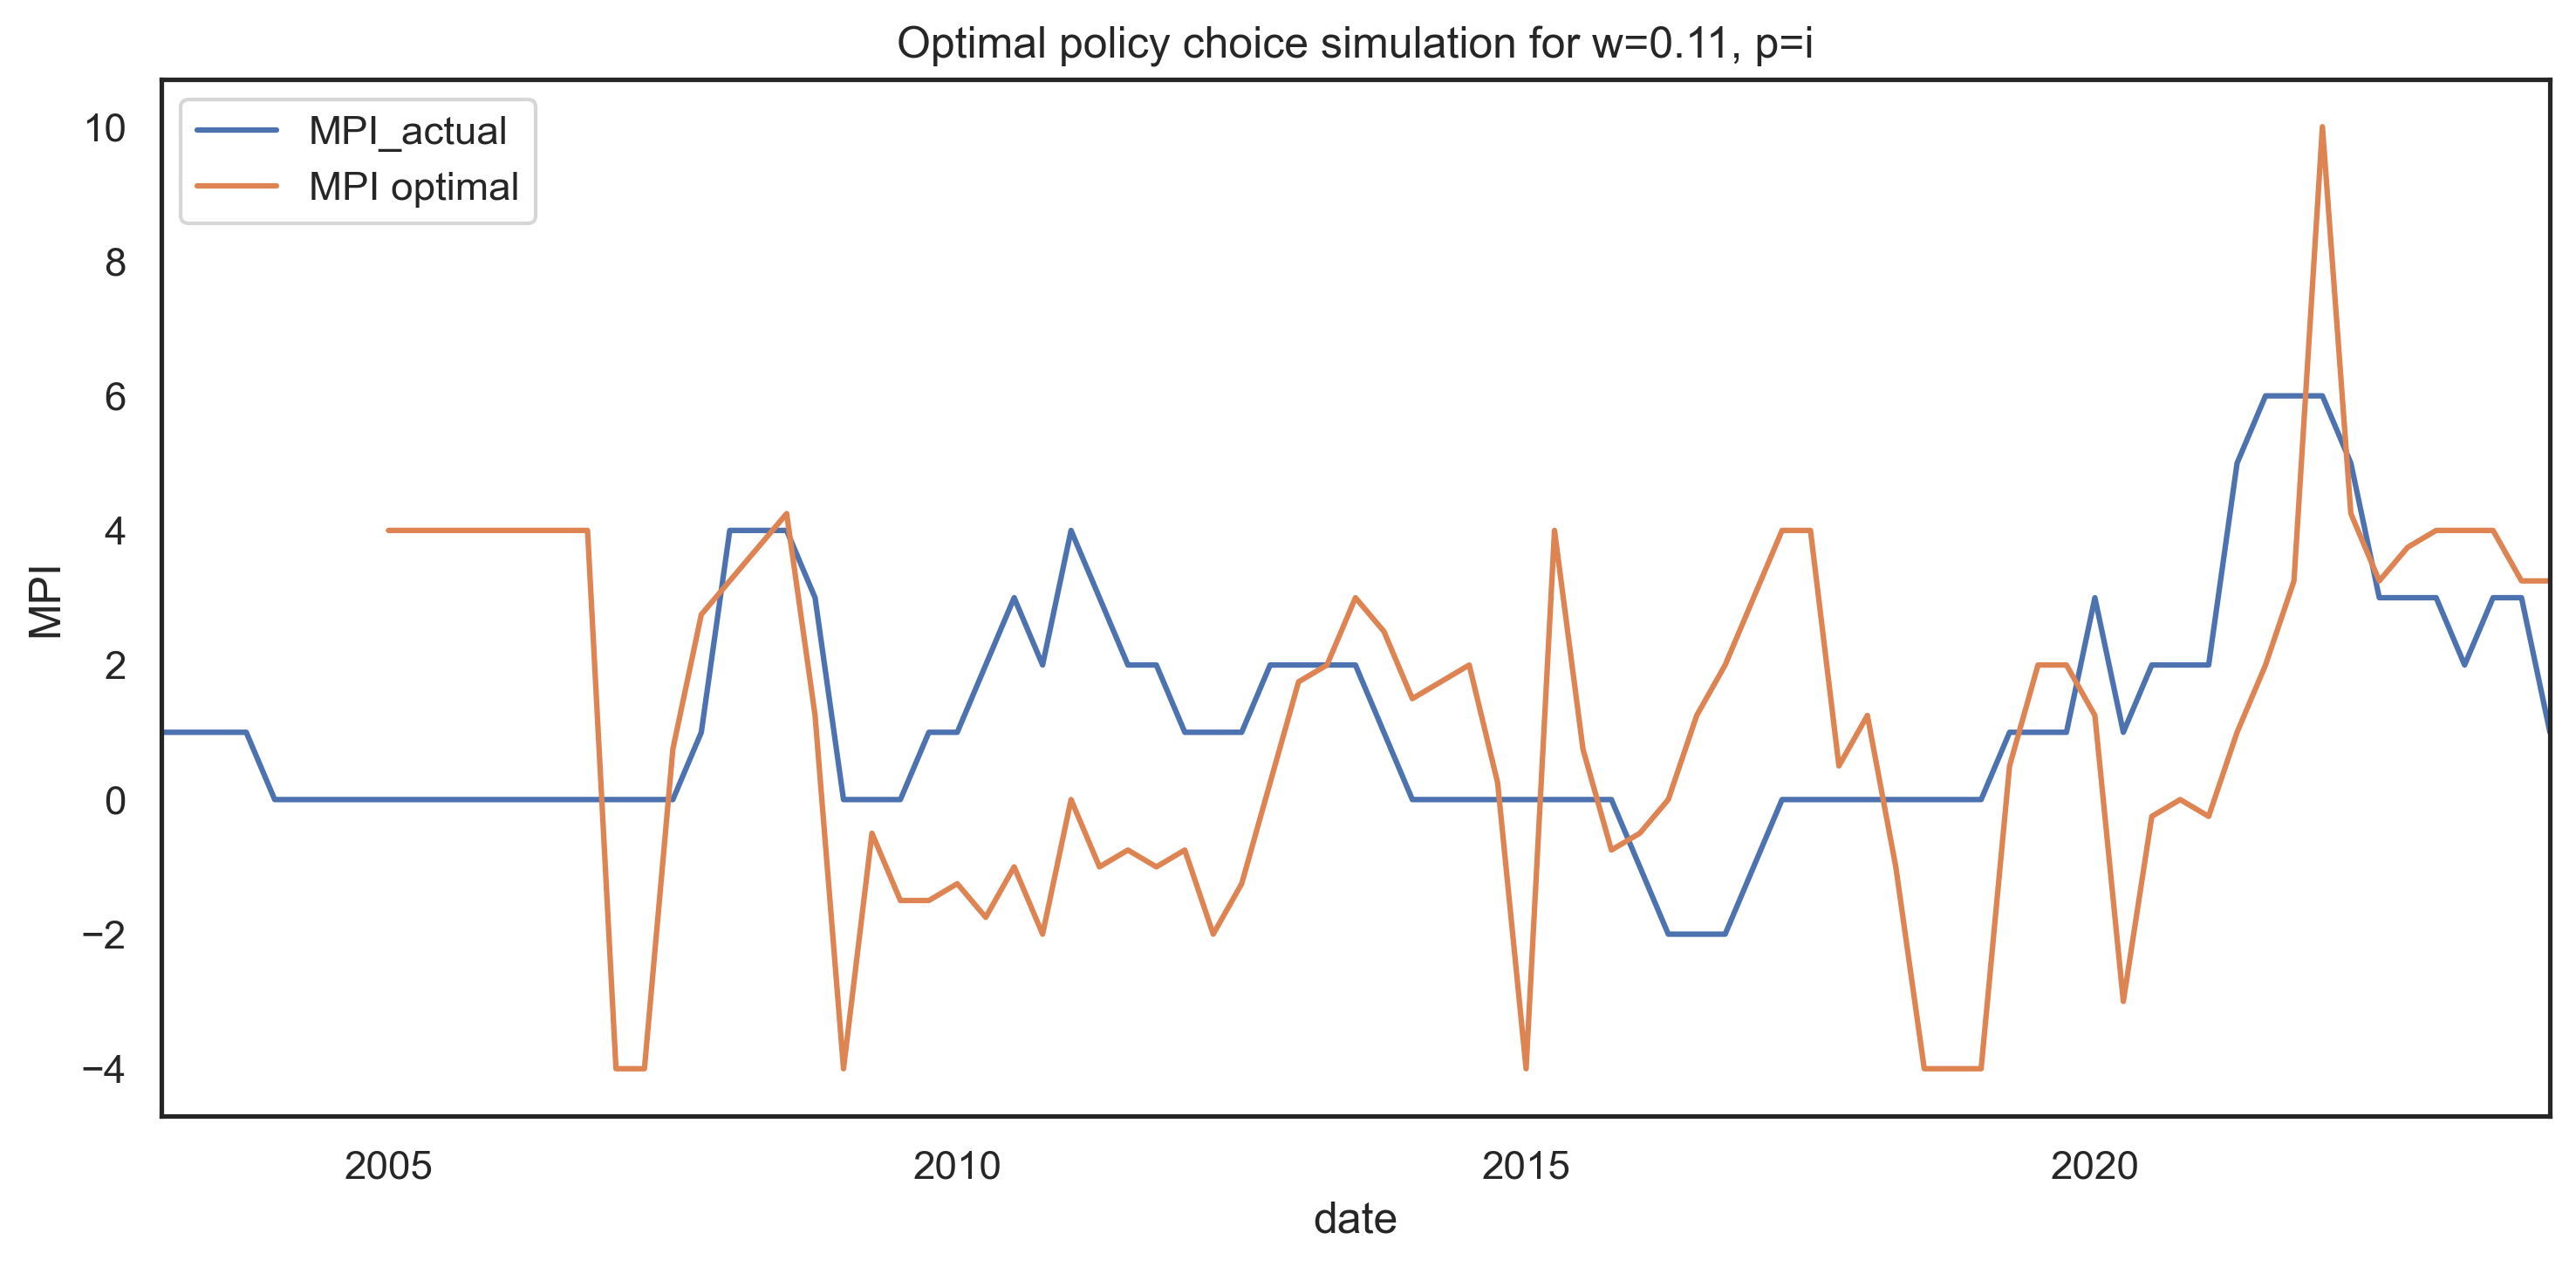 Optimal policy choice simulation for w=0.11, p=i
MPI_actual
MPI optimal
10
8
6
4
2
0
−2
−4
MPI
2005 2010 2015 2020
date